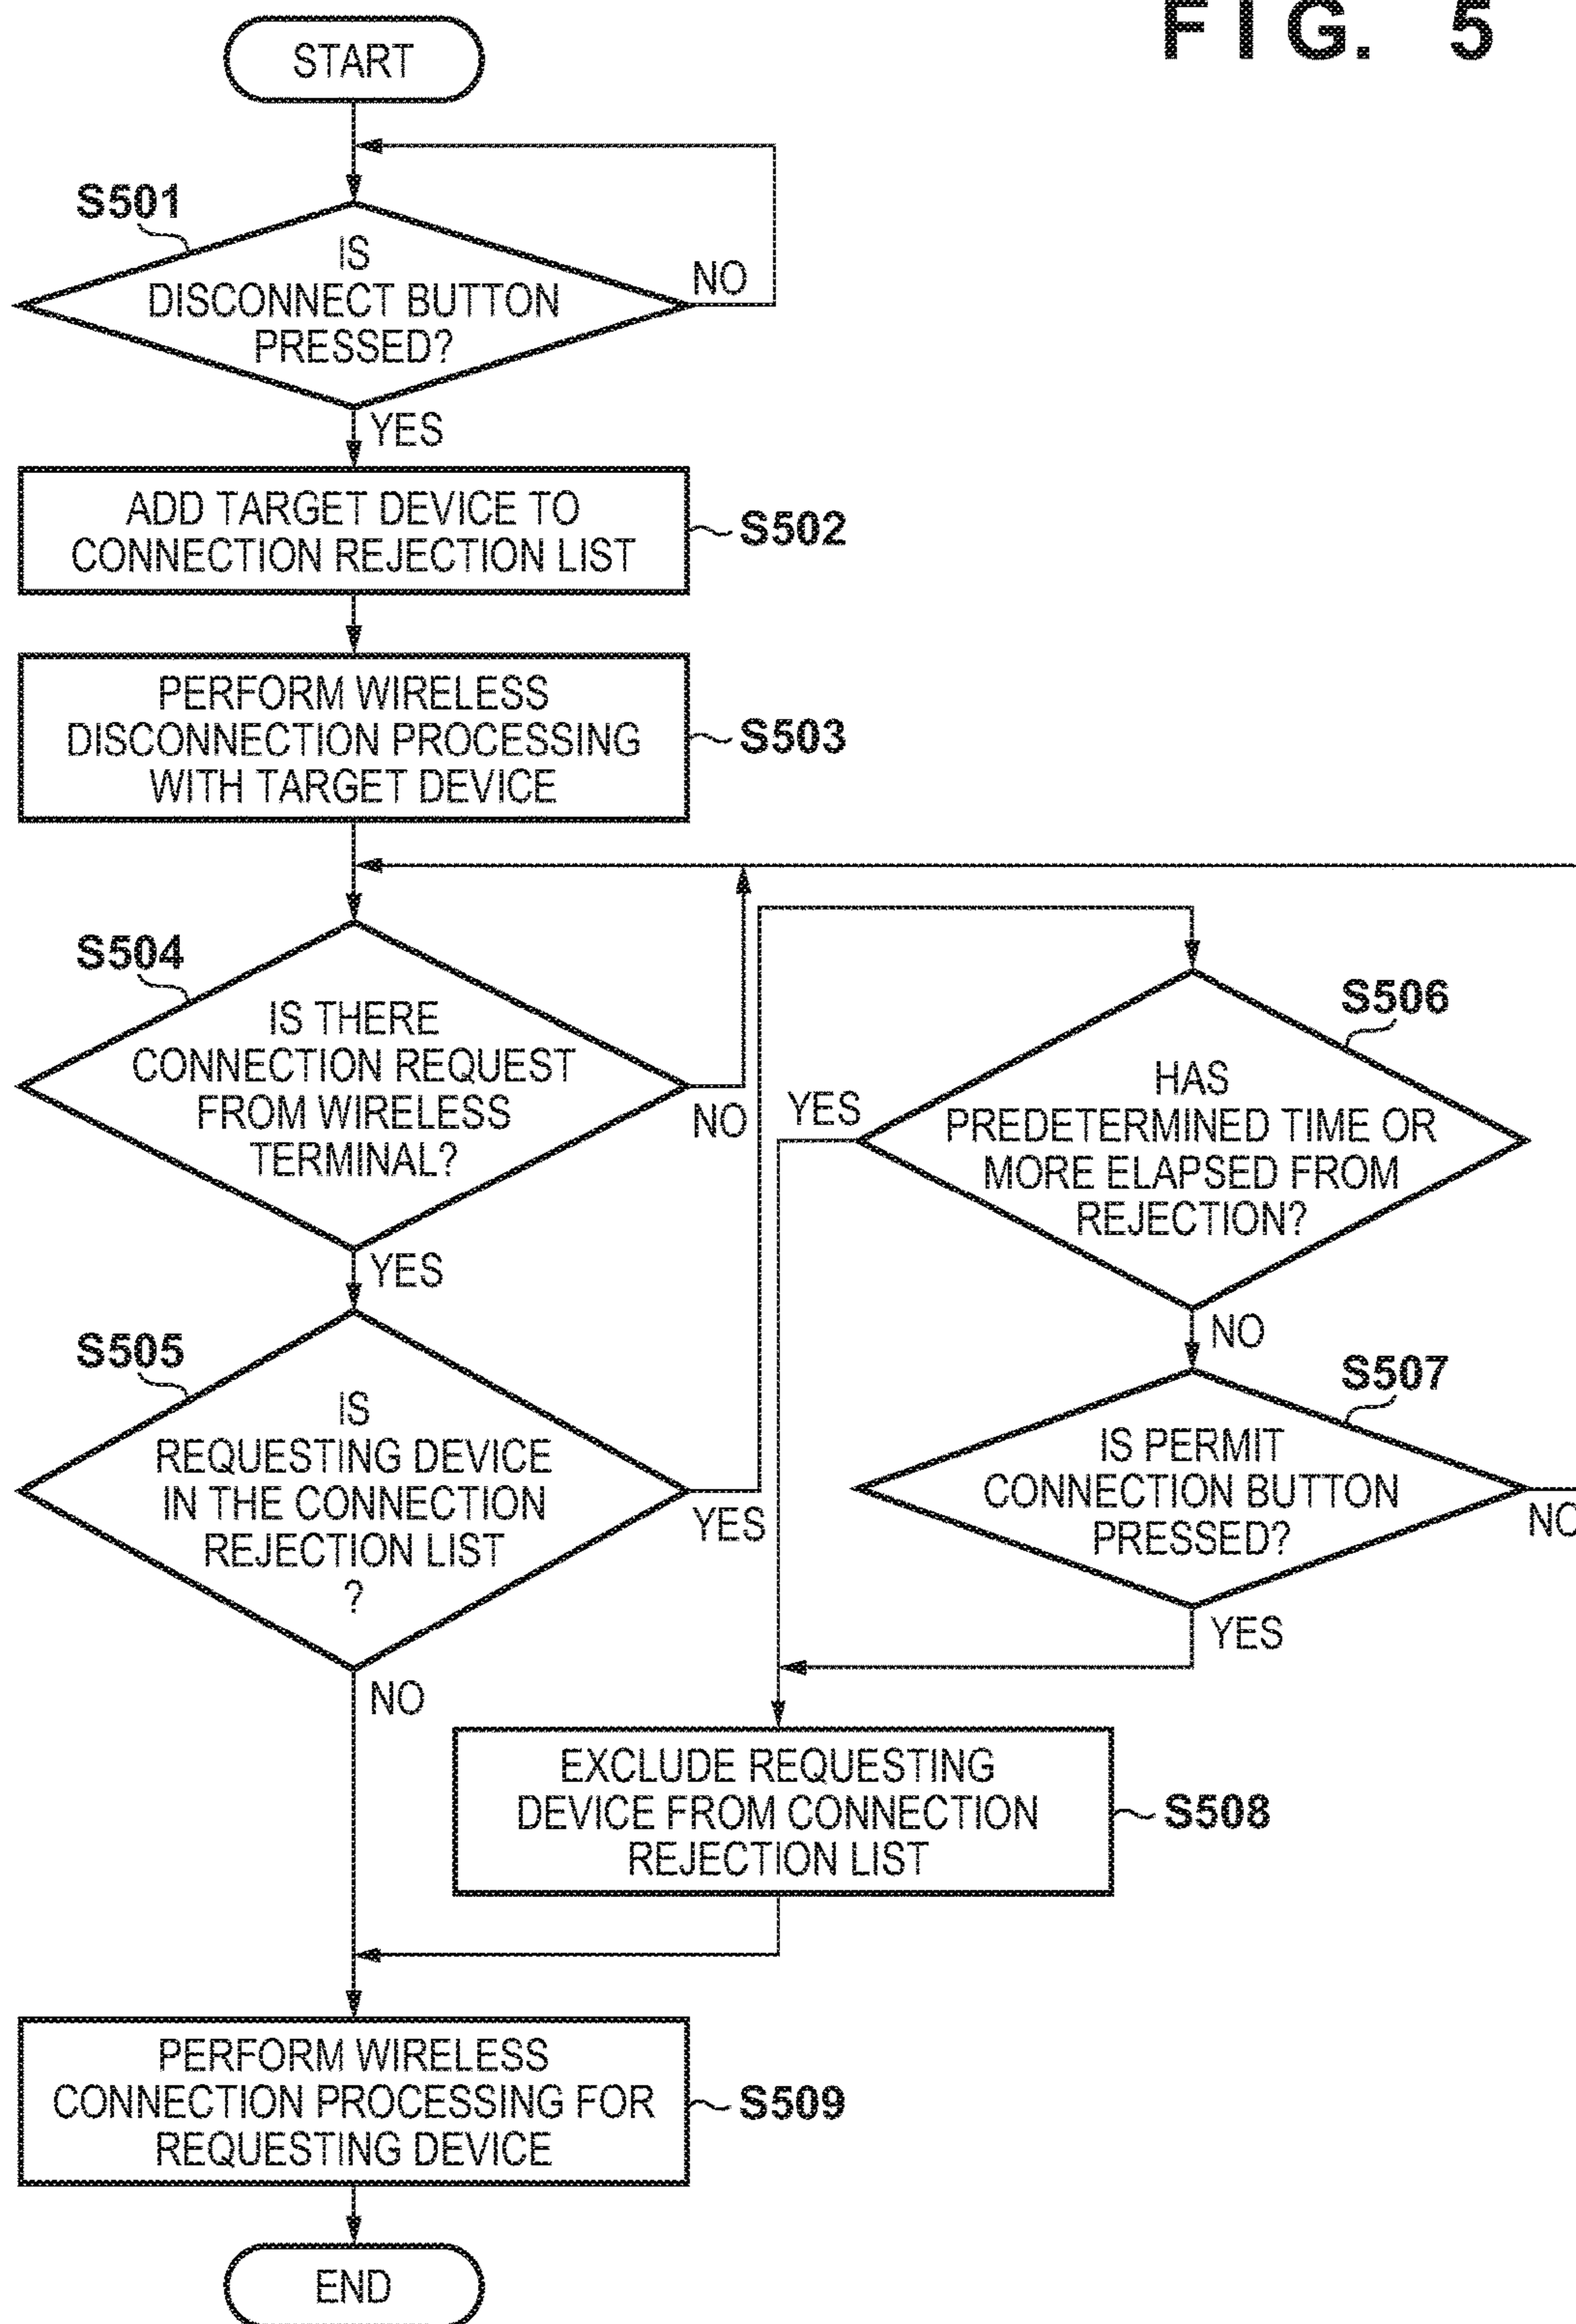 FIG. 5
START
S501
IS
DISCONNECT BUTTON
PRESSED?
NO
YES
ADD TARGET DEVICE TO
CONNECTION REJECTION LIST
S502
PERFORM WIRELESS
DISCONNECTION PROCESSING
WITH TARGET DEVICE
S503
S504
IS THERE
CONNECTION REQUEST
FROM WIRELESS
TERMINAL?
NO
YES
S505
IS
REQUESTING DEVICE
IN THE CONNECTION
REJECTION LIST
?
YES
NO
S506
HAS
PREDETERMINED TIME OR
MORE ELAPSED FROM
REJECTION?
YES
NO
S507
IS PERMIT
CONNECTION BUTTON
PRESSED?
NO
YES
EXCLUDE REQUESTING
DEVICE FROM CONNECTION
REJECTION LIST
S508
PERFORM WIRELESS
CONNECTION PROCESSING FOR
REQUESTING DEVICE
S509
END